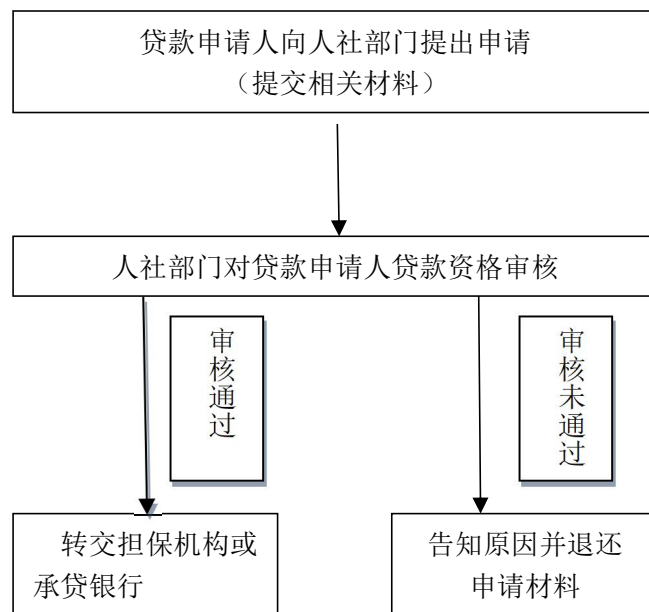 贷款申请人向人社部门提出申请
（提交相关材料）
人社部门对贷款申请人贷款资格审核
审核通过
审核未通过
转交担保机构或
承贷银行
告知原因并退还
申请材料